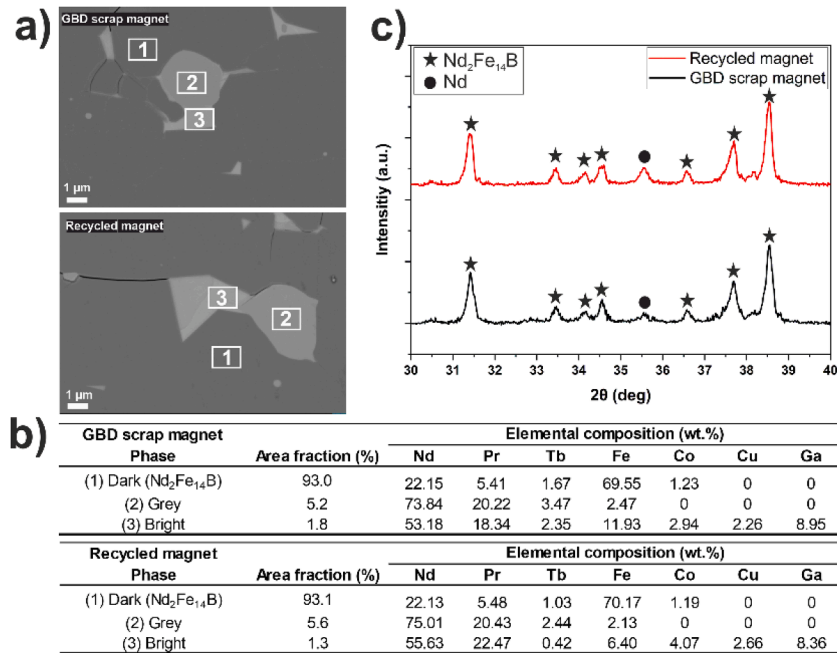 a)
GBD scrap magnet
1
2
3
1 µm
Recycled magnet
3
2
1
1 µm
c)
★ Nd₂Fe₁₄B
● Nd
Recycled magnet
GBD scrap magnet
Intensitiy (a.u.)
30 31 32 33 34 35 36 37 38 39 40
2θ (deg)
b)
GBD scrap magnet Elemental composition (wt.%)
Phase Area fraction (%) Nd Pr Tb Fe Co Cu Ga
(1) Dark (Nd₂Fe₁₄B) 93.0 22.15 5.41 1.67 69.55 1.23 0 0
(2) Grey 5.2 73.84 20.22 3.47 2.47 0 0 0
(3) Bright 1.8 53.18 18.34 2.35 11.93 2.94 2.26 8.95
Recycled magnet Elemental composition (wt.%)
Phase Area fraction (%) Nd Pr Tb Fe Co Cu Ga
(1) Dark (Nd₂Fe₁₄B) 93.1 22.13 5.48 1.03 70.17 1.19 0 0
(2) Grey 5.6 75.01 20.43 2.44 2.13 0 0 0
(3) Bright 1.3 55.63 22.47 0.42 6.40 4.07 2.66 8.36